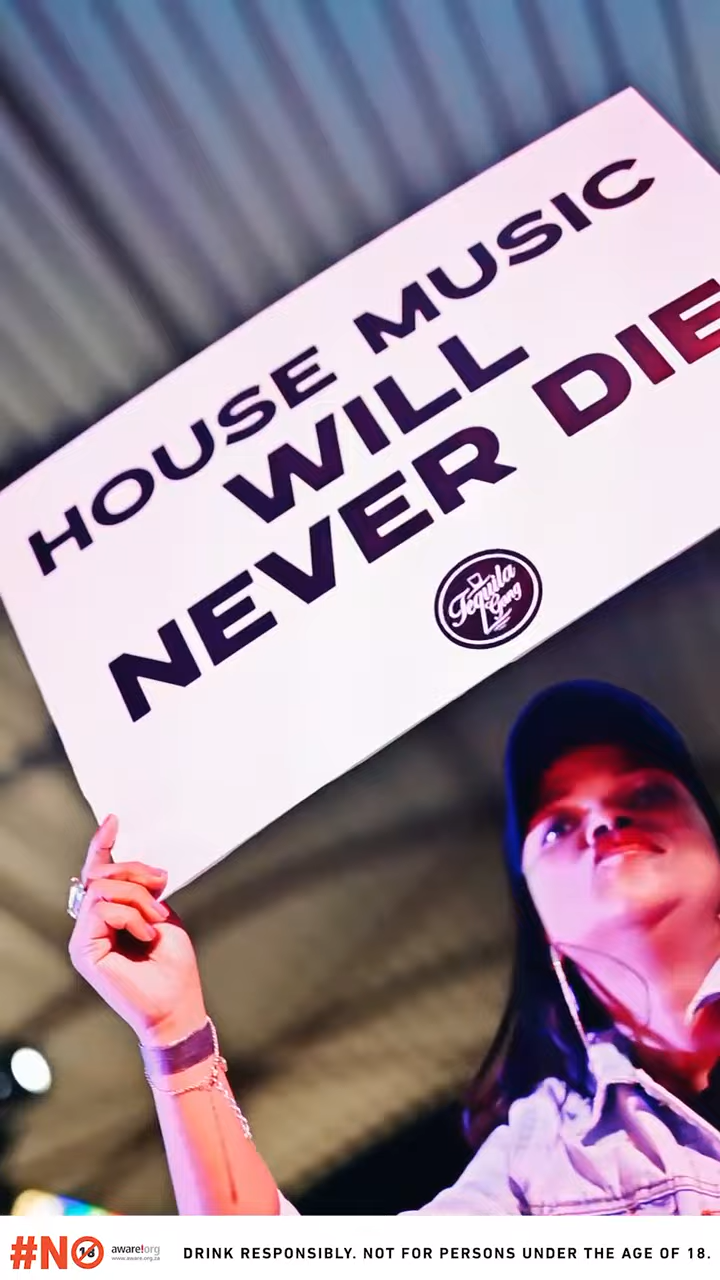 HOUSE MUSIC
WILL
NEVER DIE
Tequila
Gang
#NO 18
aware!org
www.aware.org.za
DRINK RESPONSIBLY. NOT FOR PERSONS UNDER THE AGE OF 18.